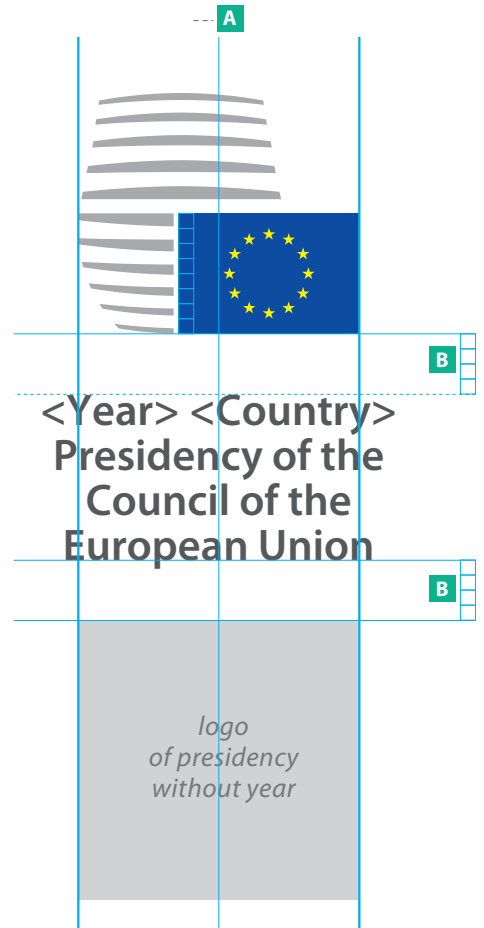 A
B
<Year> <Country>
Presidency of the
Council of the
European Union
B
logo
of presidency
without year